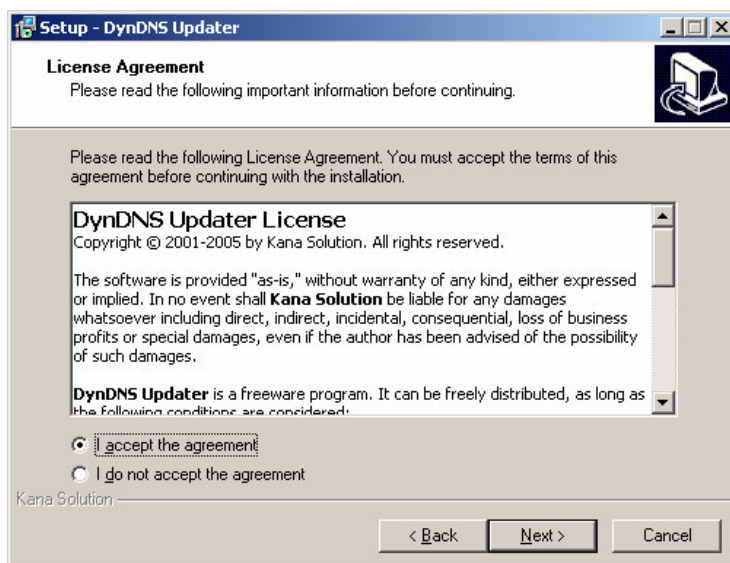 Setup - DynDNS Updater
License Agreement
Please read the following important information before continuing.
Please read the following License Agreement. You must accept the terms of this
agreement before continuing with the installation.
DynDNS Updater License
Copyright © 2001-2005 by Kana Solution. All rights reserved.
The software is provided "as-is," without warranty of any kind, either expressed
or implied. In no event shall Kana Solution be liable for any damages
whatsoever including direct, indirect, incidental, consequential, loss of business
profits or special damages, even if the author has been advised of the possibility
of such damages.
DynDNS Updater is a freeware program. It can be freely distributed, as long as
the following conditions are considered:
I accept the agreement
I do not accept the agreement
Kana Solution
< Back
Next >
Cancel